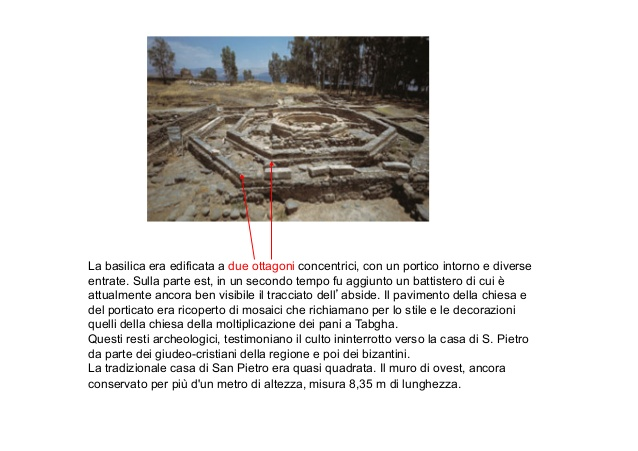 La basilica era edificata a due ottagoni concentrici, con un portico intorno e diverse
entrate. Sulla parte est, in un secondo tempo fu aggiunto un battistero di cui è
attualmente ancora ben visibile il tracciato dell’abside. Il pavimento della chiesa e
del porticato era ricoperto di mosaici che richiamano per lo stile e le decorazioni
quelli della chiesa della moltiplicazione dei pani a Tabgha.
Questi resti archeologici, testimoniano il culto ininterrotto verso la casa di S. Pietro
da parte dei giudeo-cristiani della regione e poi dei bizantini.
La tradizionale casa di San Pietro era quasi quadrata. Il muro di ovest, ancora
conservato per più d'un metro di altezza, misura 8,35 m di lunghezza.